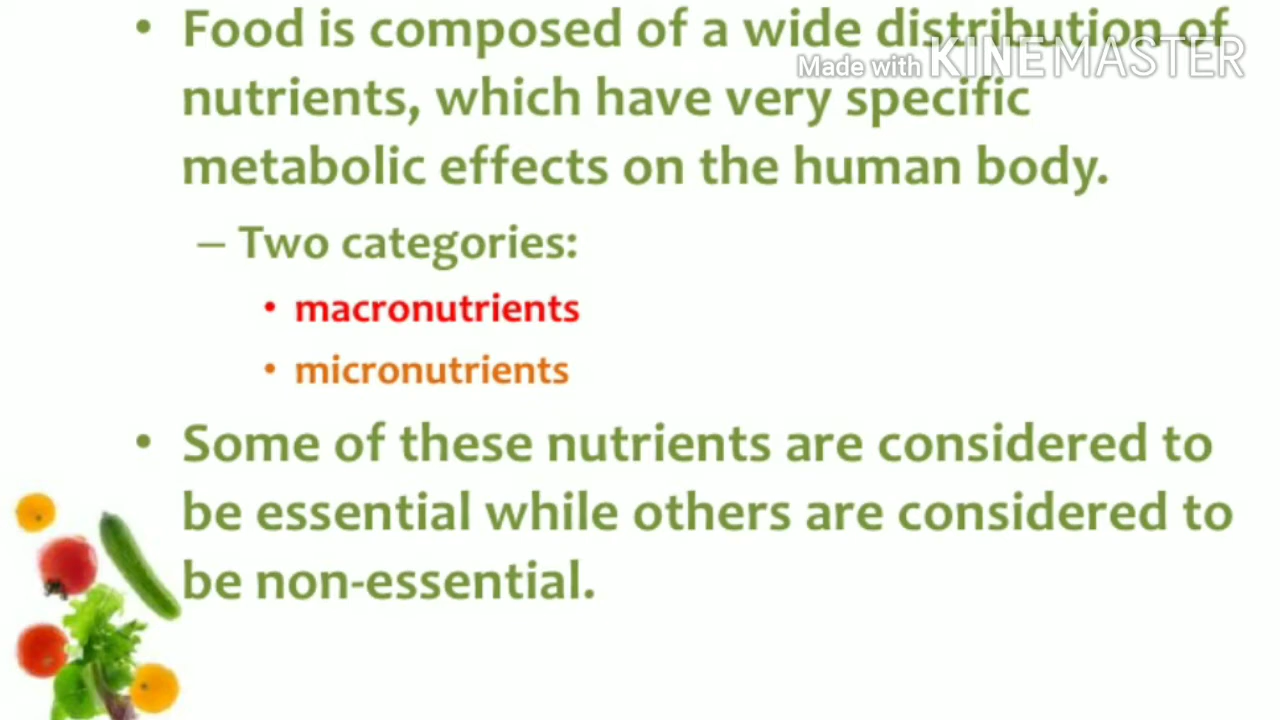 • Food is composed of a wide distribution of
Made with KINEMASTER
nutrients, which have very specific
metabolic effects on the human body.
– Two categories:
• macronutrients
• micronutrients
• Some of these nutrients are considered to
be essential while others are considered to
be non-essential.